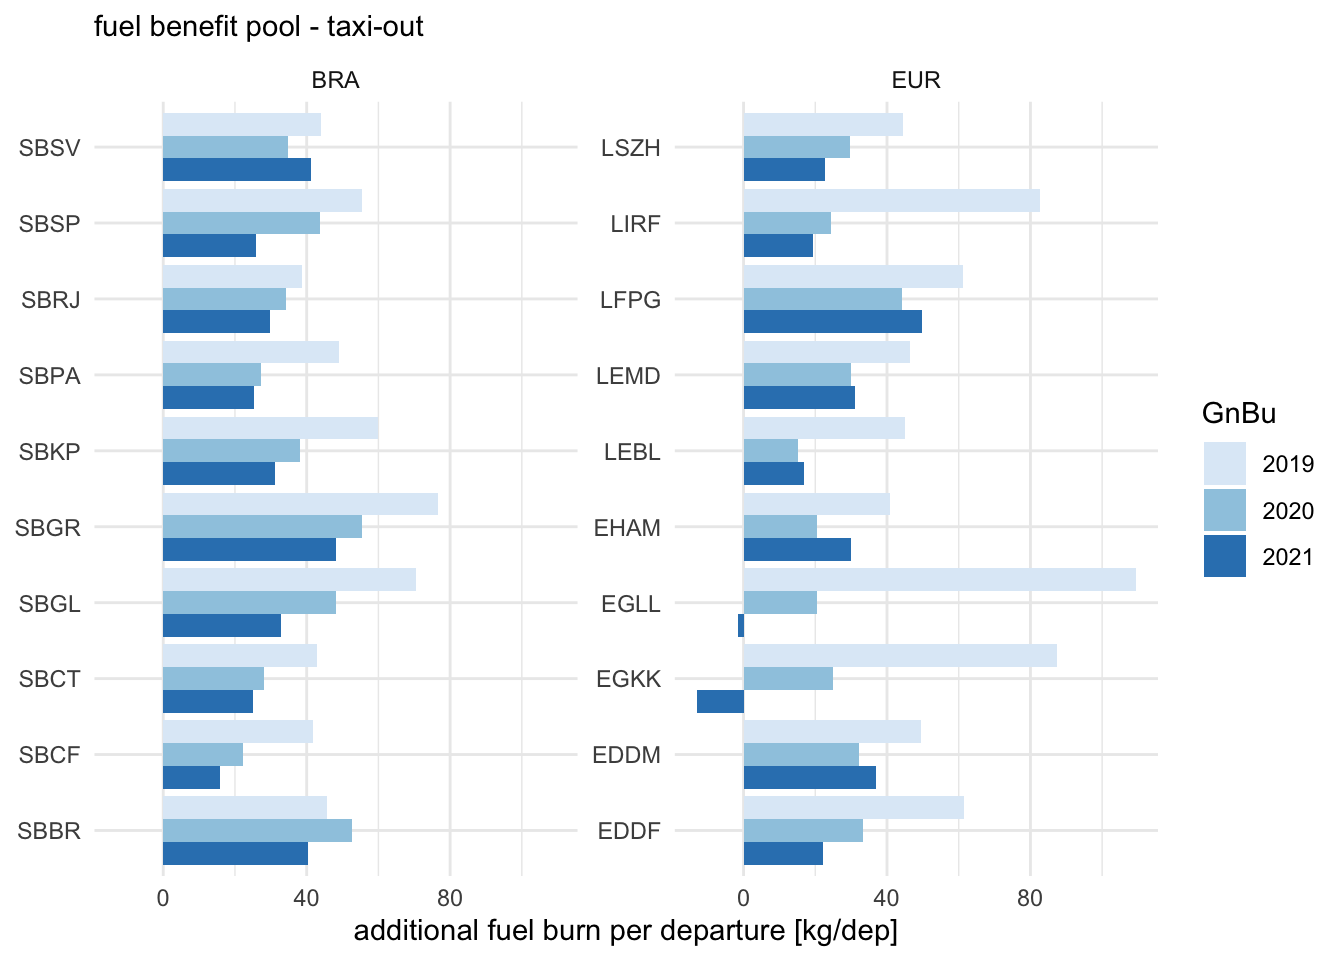 fuel benefit pool - taxi-out
BRA
EUR
SBSV
SBSP
SBRJ
SBPA
SBKP
SBGR
SBGL
SBCT
SBCF
SBBR
0 40 80
LSZH
LIRF
LFPG
LEMD
LEBL
EHAM
EGLL
EGKK
EDDM
EDDF
0 40 80
additional fuel burn per departure [kg/dep]
GnBu
2019
2020
2021